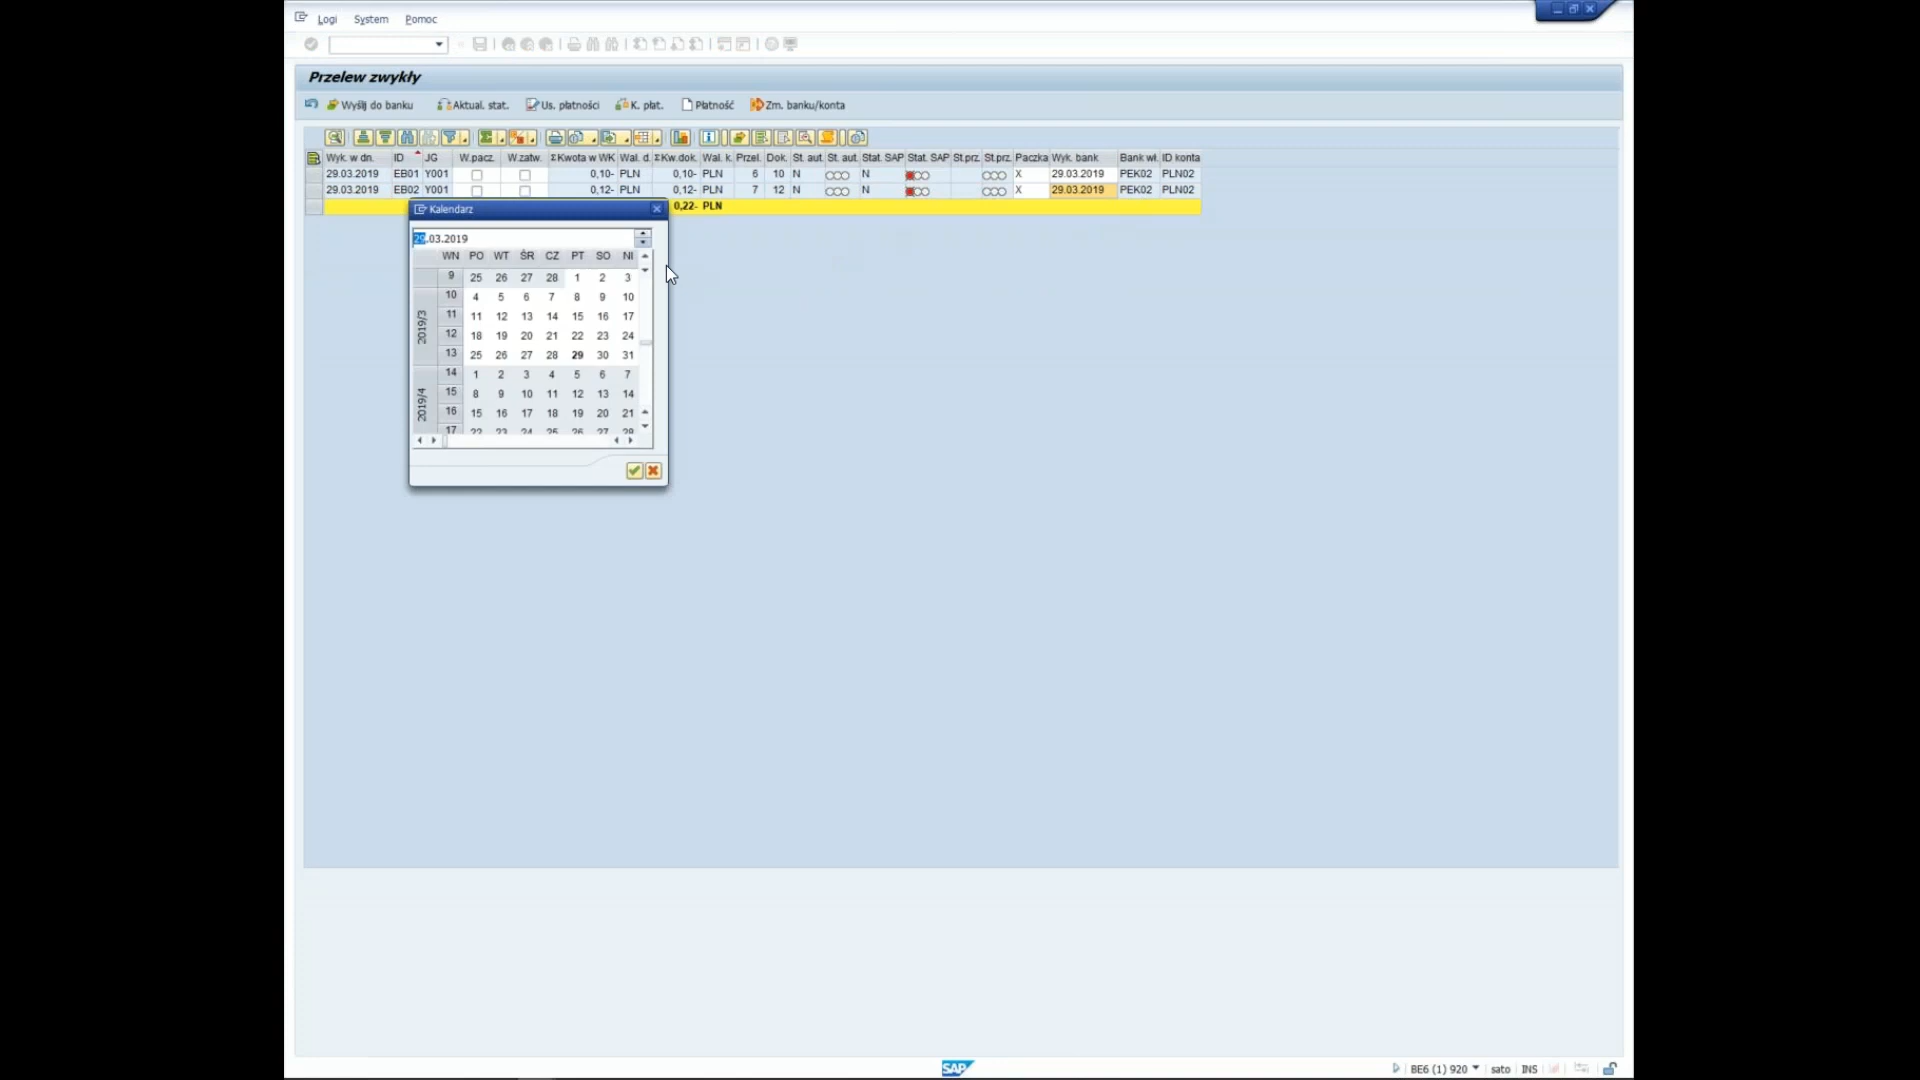 Logi System Pomoc
Przelew zwykły
Wyślij do banku Aktual. stat. Us. płatności K. płat. Płatność Zm. banku/konta
Wyk. w dn. ID JG W.pacz. W.zatw. ΣKwota w WK Wal. d. ΣKw.dok. Wal. k. Przel. Dok. St. aut. St. aut. Stat. SAP Stat. SAP St.prz. St.prz. Paczka Wyk. bank Bank wł. ID konta
29.03.2019 EB01 Y001 0,10- PLN 0,10- PLN 6 10 N N X 29.03.2019 PEK02 PLN02
29.03.2019 EB02 Y001 0,12- PLN 0,12- PLN 7 12 N N X 29.03.2019 PEK02 PLN02
0,22- PLN
Kalendarz
29.03.2019
WN PO WT ŚR CZ PT SO NI
9 25 26 27 28 1 2 3
10 4 5 6 7 8 9 10
2019/3
11 11 12 13 14 15 16 17
12 18 19 20 21 22 23 24
13 25 26 27 28 29 30 31
14 1 2 3 4 5 6 7
2019/4
15 8 9 10 11 12 13 14
16 15 16 17 18 19 20 21
17 22 23 24 25 26 27 28
SAP
BE6 (1) 920 sato INS